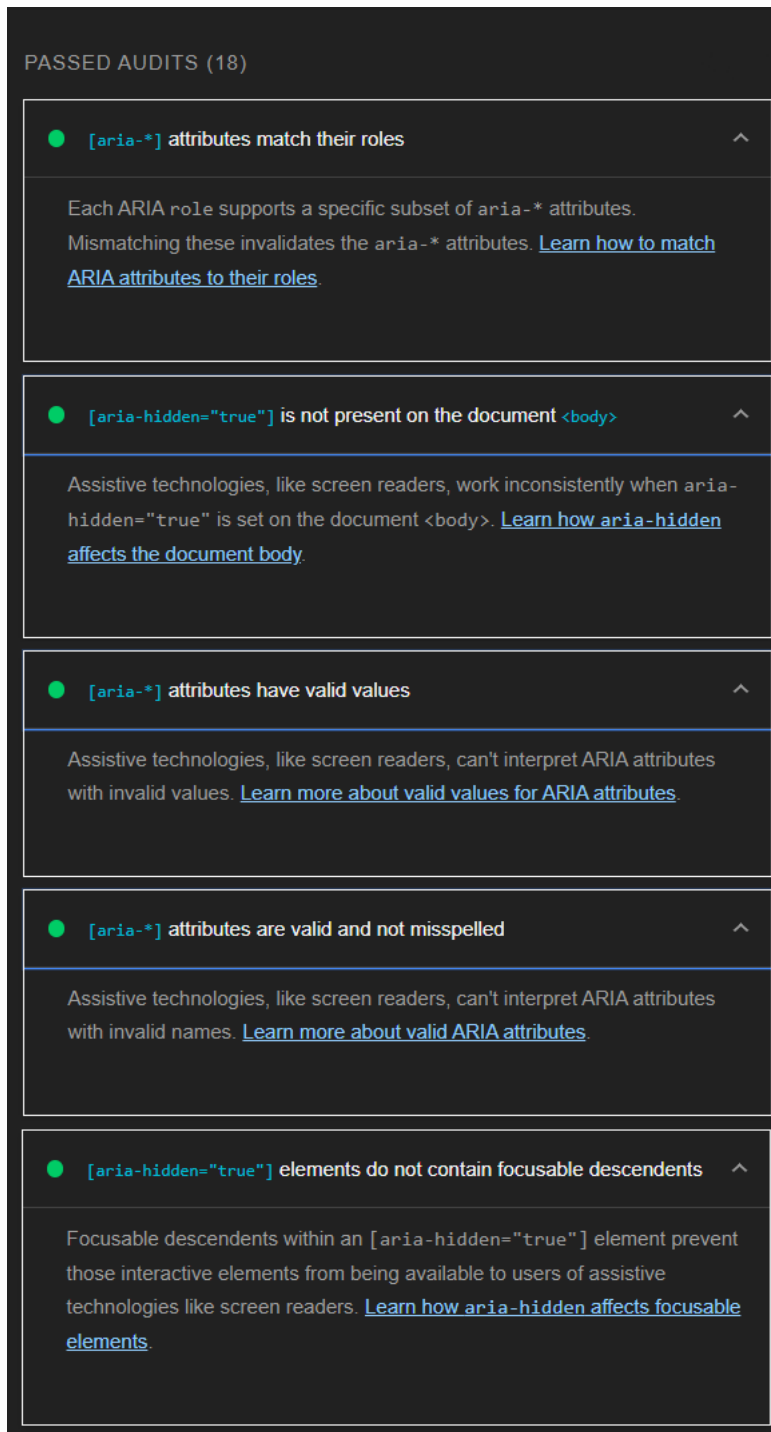 PASSED AUDITS (18)
[aria-*] attributes match their roles
Each ARIA role supports a specific subset of aria-* attributes.
Mismatching these invalidates the aria-* attributes. Learn how to match
ARIA attributes to their roles.
[aria-hidden="true"] is not present on the document <body>
Assistive technologies, like screen readers, work inconsistently when aria-
hidden="true" is set on the document <body>. Learn how aria-hidden
affects the document body.
[aria-*] attributes have valid values
Assistive technologies, like screen readers, can't interpret ARIA attributes
with invalid values. Learn more about valid values for ARIA attributes.
[aria-*] attributes are valid and not misspelled
Assistive technologies, like screen readers, can't interpret ARIA attributes
with invalid names. Learn more about valid ARIA attributes.
[aria-hidden="true"] elements do not contain focusable descendents
Focusable descendents within an [aria-hidden="true"] element prevent
those interactive elements from being available to users of assistive
technologies like screen readers. Learn how aria-hidden affects focusable
elements.